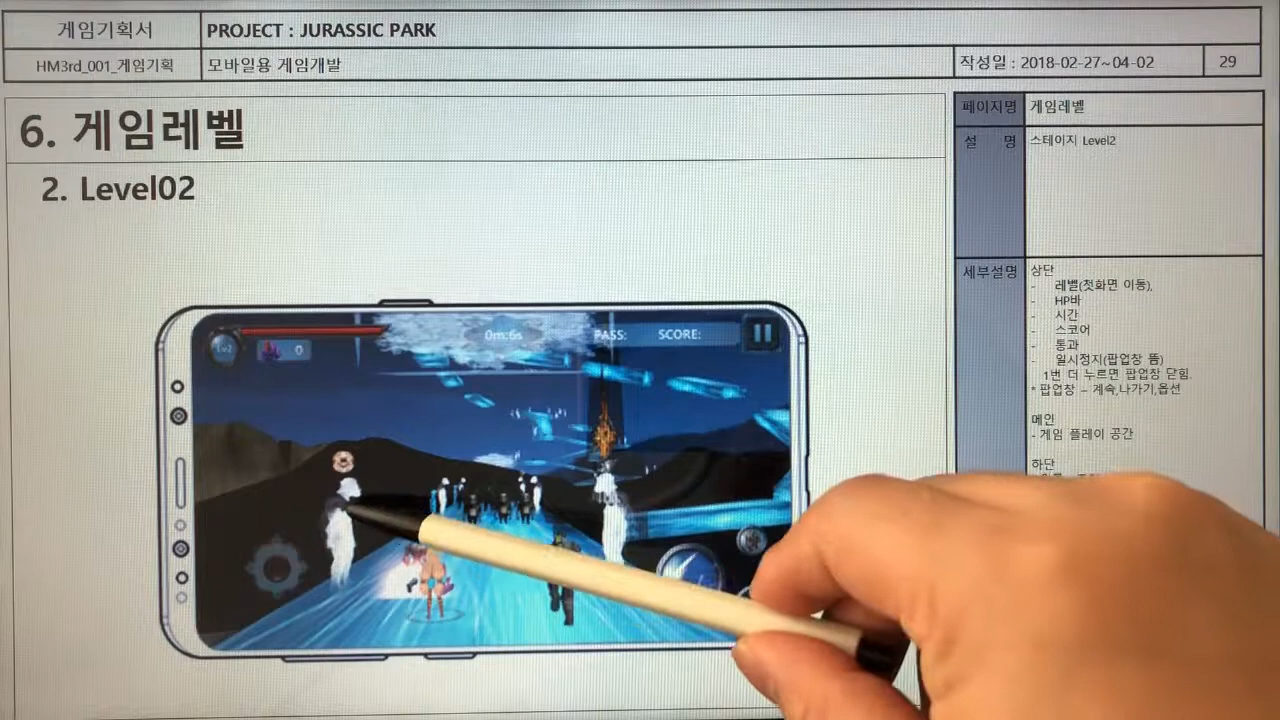 게임기획서
PROJECT : JURASSIC PARK
HM3rd_001_게임기획
모바일용 게임개발
작성일 : 2018-02-27~04-02
29
6. 게임레벨
2. Level02
페이지명
게임레벨
설 명
스테이지 Level2
세부설명
상단
- 레벨(첫화면 이동),
- HP바
- 시간
- 스코어
- 통과
- 일시정지(팝업창 뜸)
1번 더 누르면 팝업창 닫힘.
* 팝업창 – 계속,나가기,옵션
메인
- 게임 플레이 공간
하단
Lv2
0
0m:6s
PASS:
SCORE: